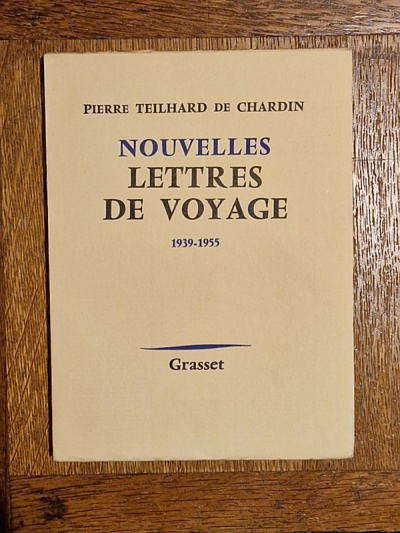 PIERRE TEILHARD DE CHARDIN
NOUVELLES
LETTRES
DE VOYAGE
1939-1955
Grasset